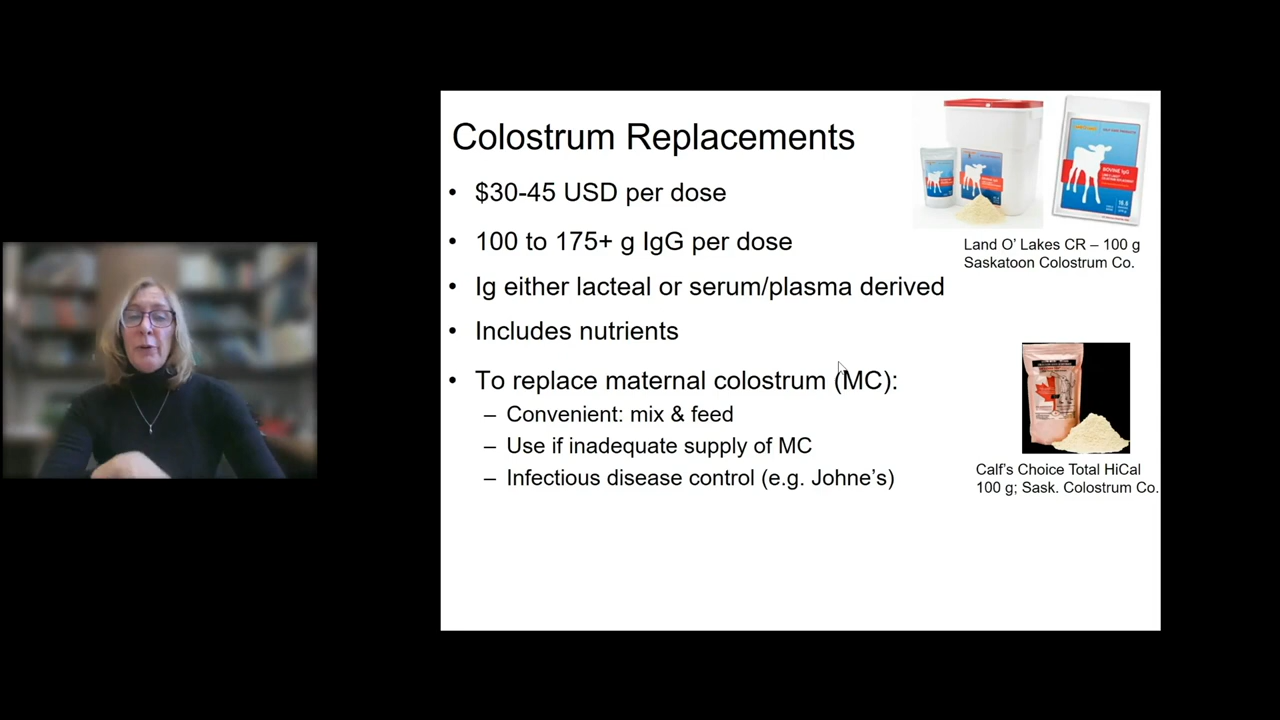 Colostrum Replacements
• $30-45 USD per dose
• 100 to 175+ g IgG per dose
• Ig either lacteal or serum/plasma derived
• Includes nutrients
• To replace maternal colostrum (MC):
– Convenient: mix & feed
– Use if inadequate supply of MC
– Infectious disease control (e.g. Johne's)
BOVINE IgG
Land O' Lakes CR – 100 g
Saskatoon Colostrum Co.
Calf's Choice Total HiCal
100 g; Sask. Colostrum Co.